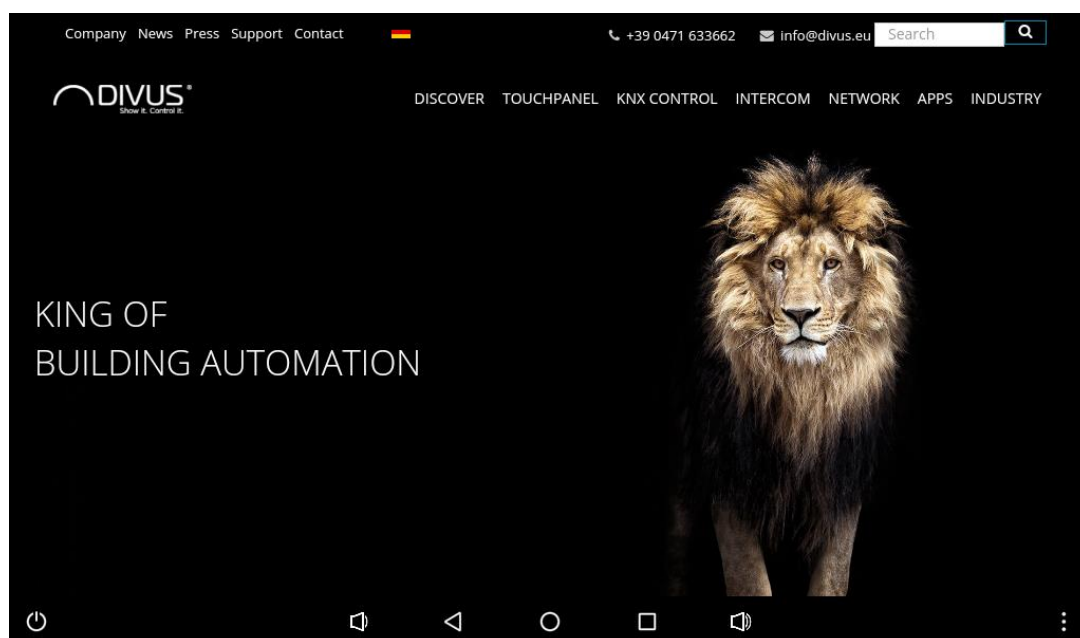 Company News Press Support Contact +39 0471 633662 info@divus.eu Search
DIVUS®
Show it. Control it.
DISCOVER TOUCHPANEL KNX CONTROL INTERCOM NETWORK APPS INDUSTRY
KING OF
BUILDING AUTOMATION